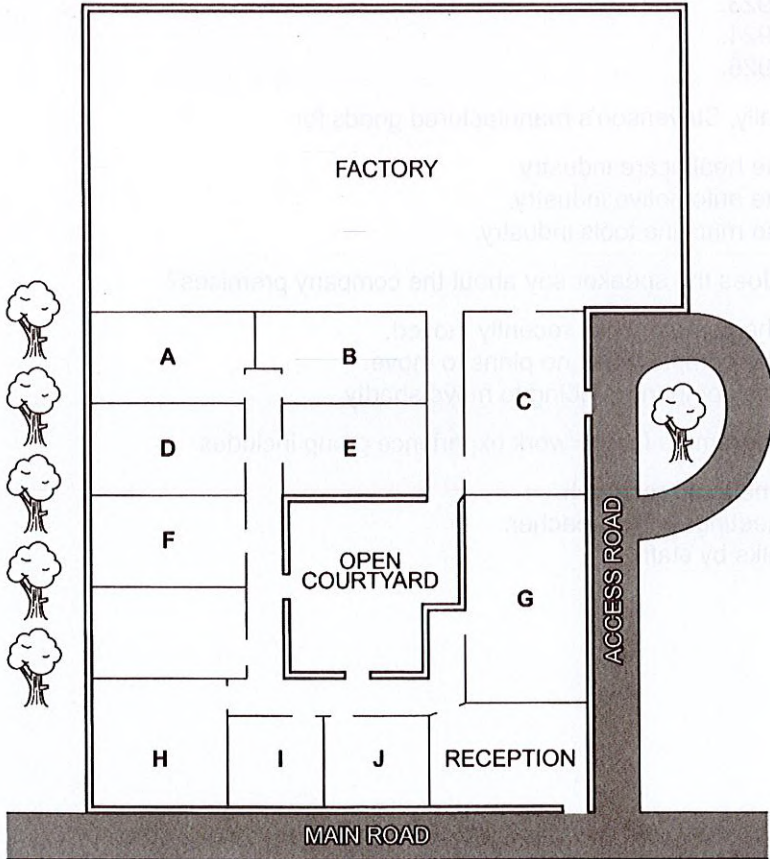 FACTORY
A
B
C
D
E
F
OPEN
COURTYARD
G
ACCESS ROAD
H
I
J
RECEPTION
MAIN ROAD